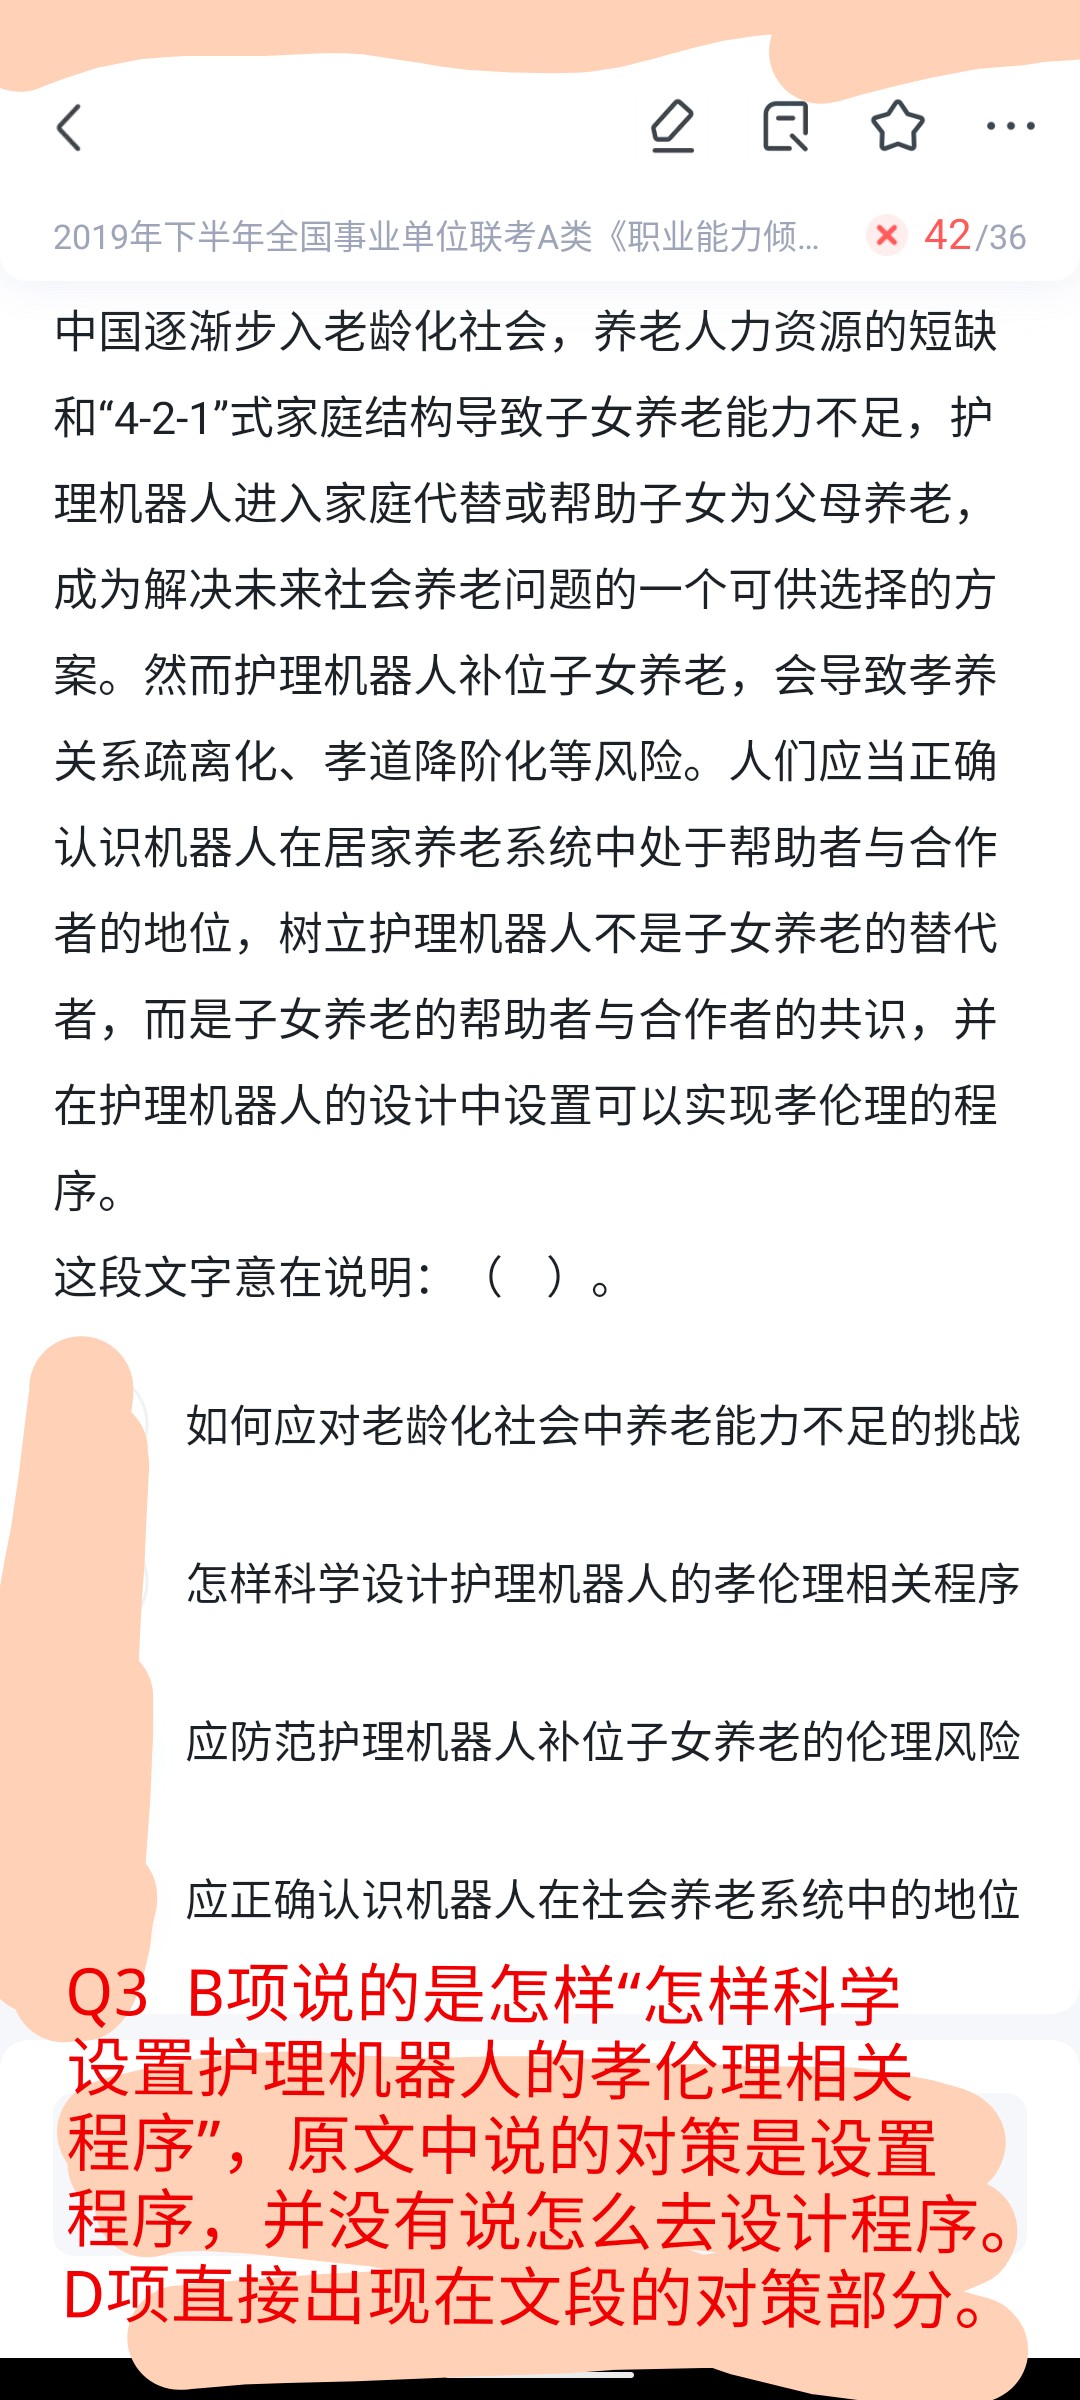 2019年下半年全国事业单位联考A类《职业能力倾... 42/36
中国逐渐步入老龄化社会，养老人力资源的短缺
和“4-2-1”式家庭结构导致子女养老能力不足，护
理机器人进入家庭代替或帮助子女为父母养老，
成为解决未来社会养老问题的一个可供选择的方
案。然而护理机器人补位子女养老，会导致孝养
关系疏离化、孝道降阶化等风险。人们应当正确
认识机器人在居家养老系统中处于帮助者与合作
者的地位，树立护理机器人不是子女养老的替代
者，而是子女养老的帮助者与合作者的共识，并
在护理机器人的设计中设置可以实现孝伦理的程
序。
这段文字意在说明：（　）。
如何应对老龄化社会中养老能力不足的挑战
怎样科学设计护理机器人的孝伦理相关程序
应防范护理机器人补位子女养老的伦理风险
应正确认识机器人在社会养老系统中的地位
Q3 B项说的是怎样“怎样科学
设置护理机器人的孝伦理相关
程序”，原文中说的对策是设置
程序，并没有说怎么去设计程序。
D项直接出现在文段的对策部分。